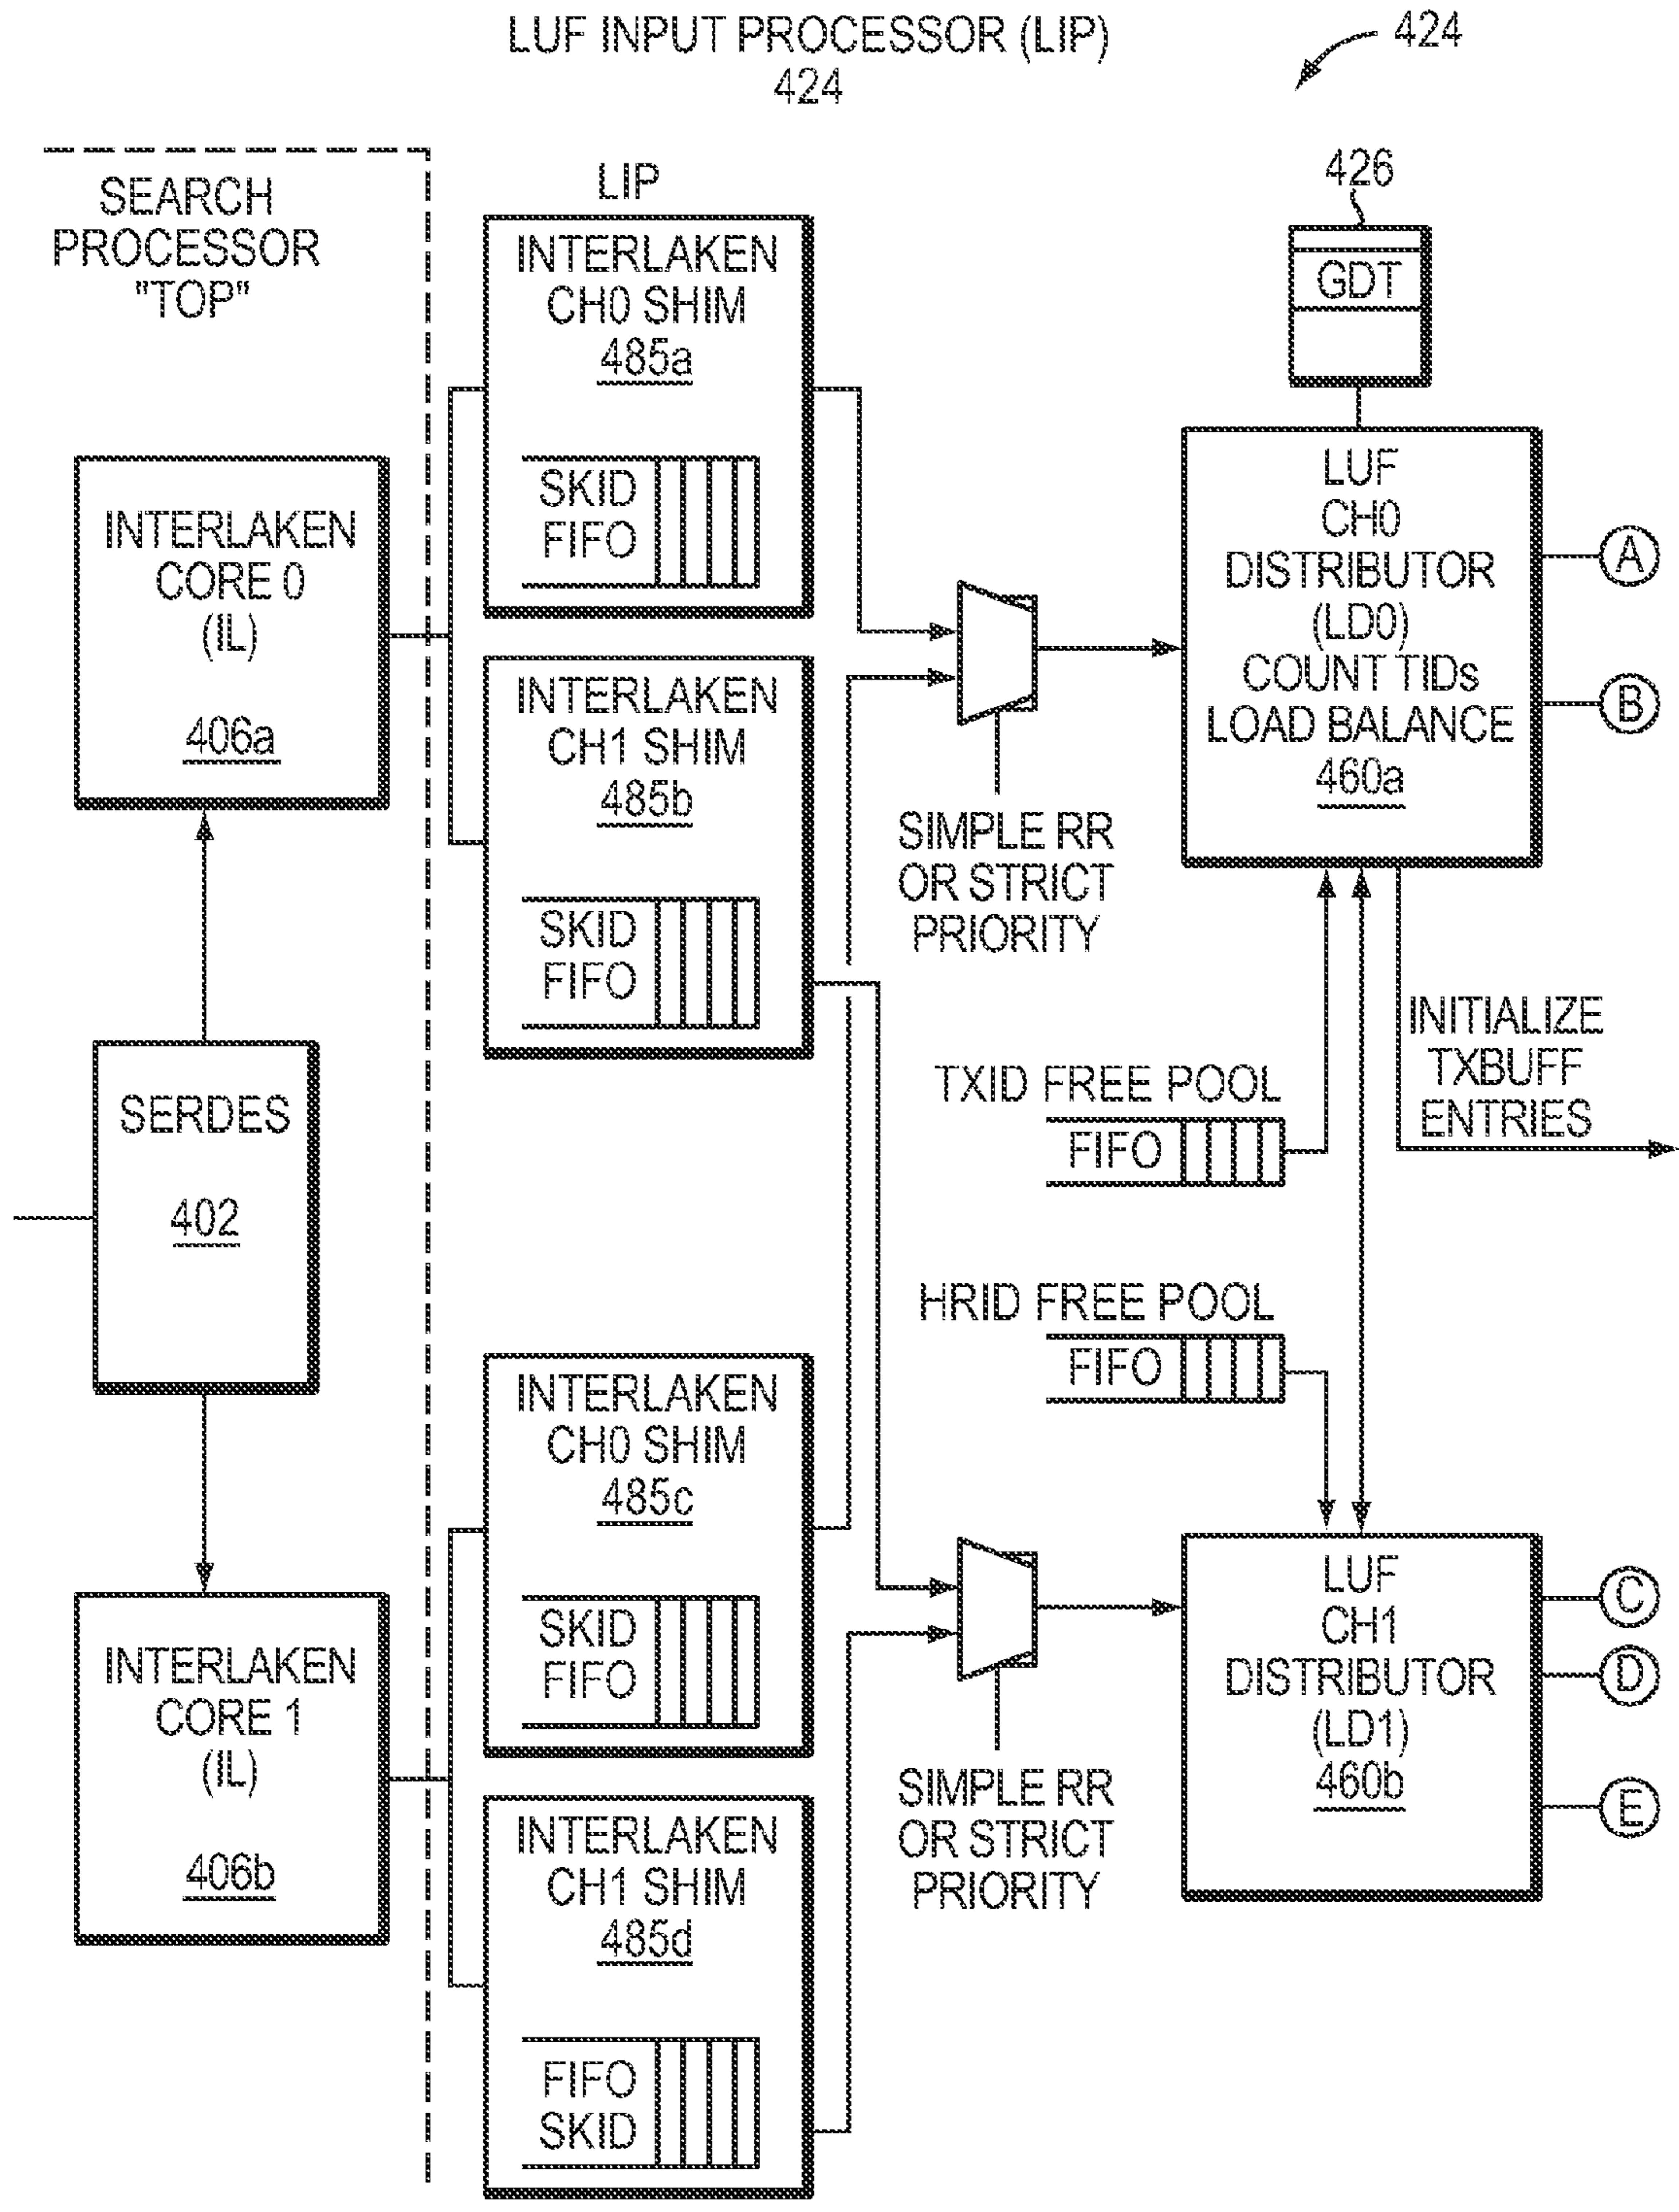 LUF INPUT PROCESSOR (LIP)
424
424
SEARCH
PROCESSOR
"TOP"
LIP
INTERLAKEN
CH0 SHIM
485a
SKID
FIFO
426
GDT
INTERLAKEN
CORE 0
(IL)
406a
INTERLAKEN
CH1 SHIM
485b
SKID
FIFO
SIMPLE RR
OR STRICT
PRIORITY
LUF
CH0
DISTRIBUTOR
(LD0)
COUNT TIDs
LOAD BALANCE
460a
A
B
SERDES
402
TXID FREE POOL
FIFO
INITIALIZE
TXBUFF
ENTRIES
HRID FREE POOL
FIFO
INTERLAKEN
CH0 SHIM
485c
SKID
FIFO
INTERLAKEN
CORE 1
(IL)
406b
INTERLAKEN
CH1 SHIM
485d
FIFO
SKID
SIMPLE RR
OR STRICT
PRIORITY
LUF
CH1
DISTRIBUTOR
(LD1)
460b
C
D
E